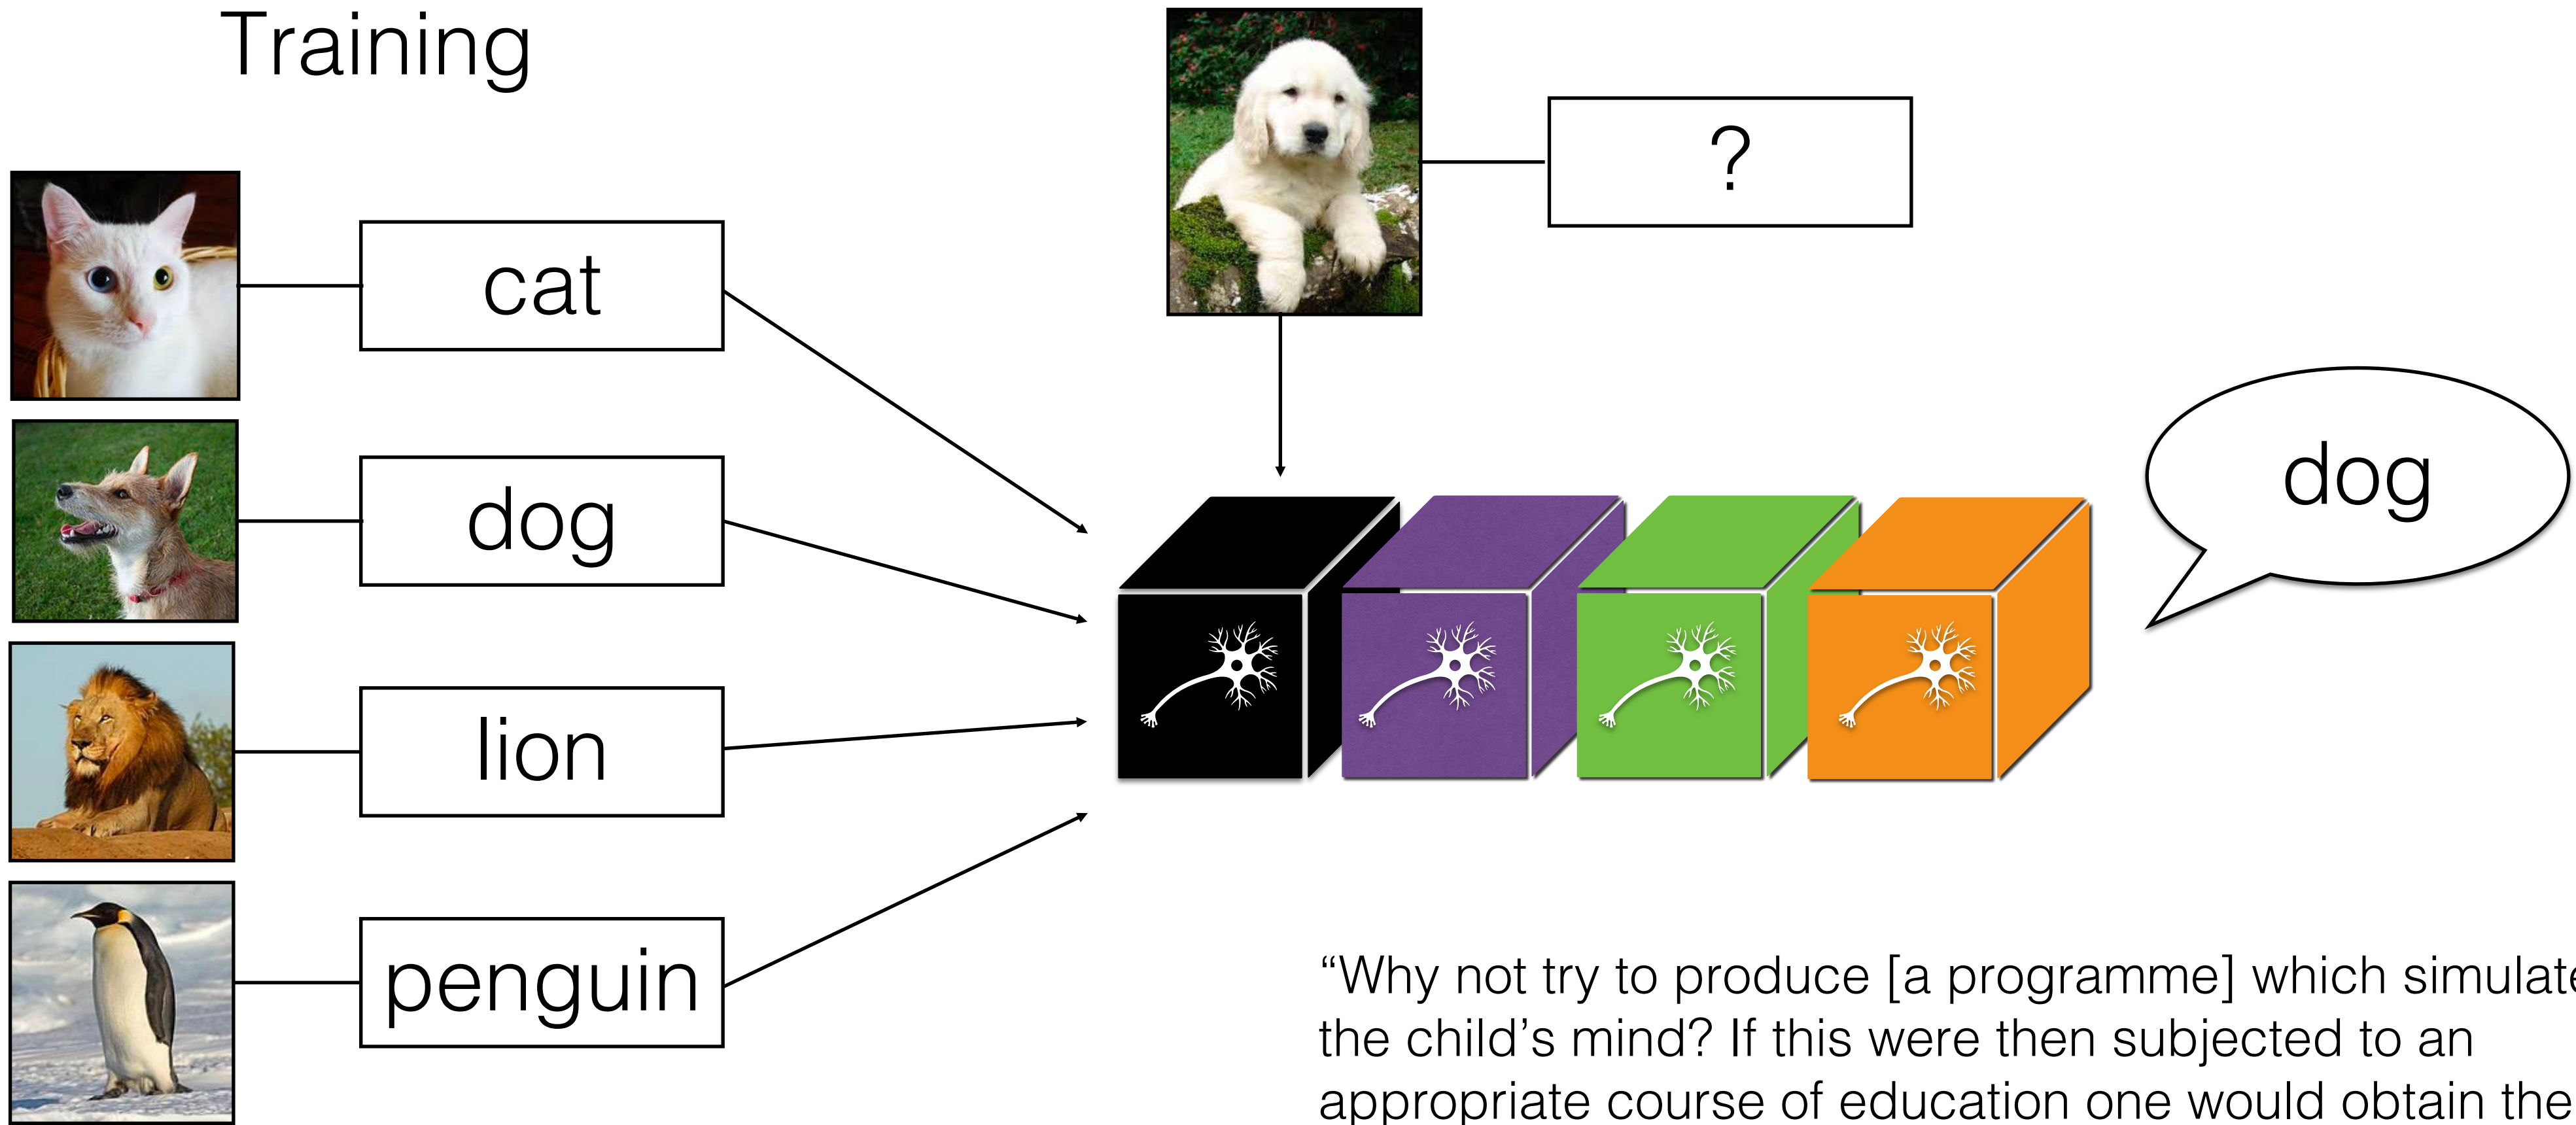 Training
?
cat
dog
dog
lion
penguin
“Why not try to produce [a programme] which simulate
the child’s mind? If this were then subjected to an
appropriate course of education one would obtain the